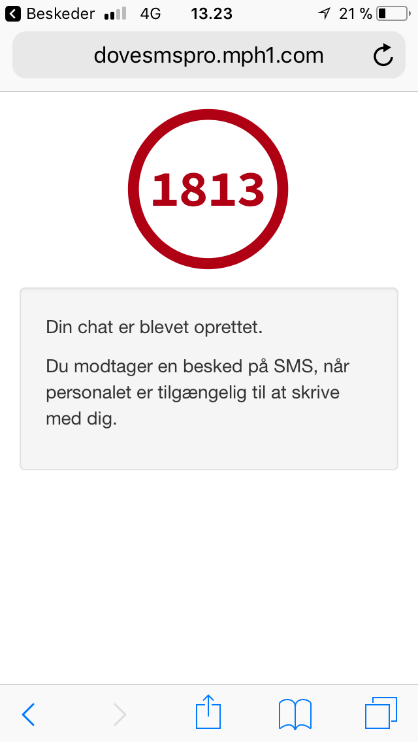 Beskeder 4G 13.23 21 %
dovesmspro.mph1.com
1813
Din chat er blevet oprettet.
Du modtager en besked på SMS, når
personalet er tilgængelig til at skrive
med dig.